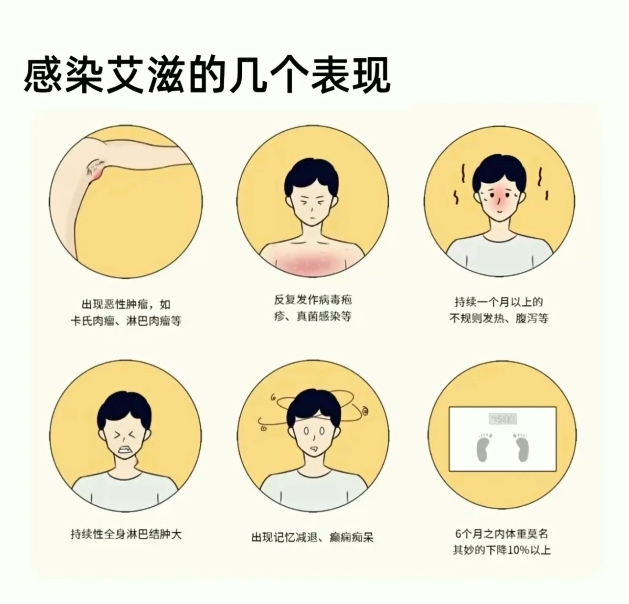 感染艾滋的几个表现
出现恶性肿瘤，如
卡氏肉瘤、淋巴肉瘤等
反复发作病毒疱
疹、真菌感染等
持续一个月以上的
不规则发热、腹泻等
持续性全身淋巴结肿大
出现记忆减退、癫痫痴呆
6个月之内体重莫名
其妙的下降10%以上